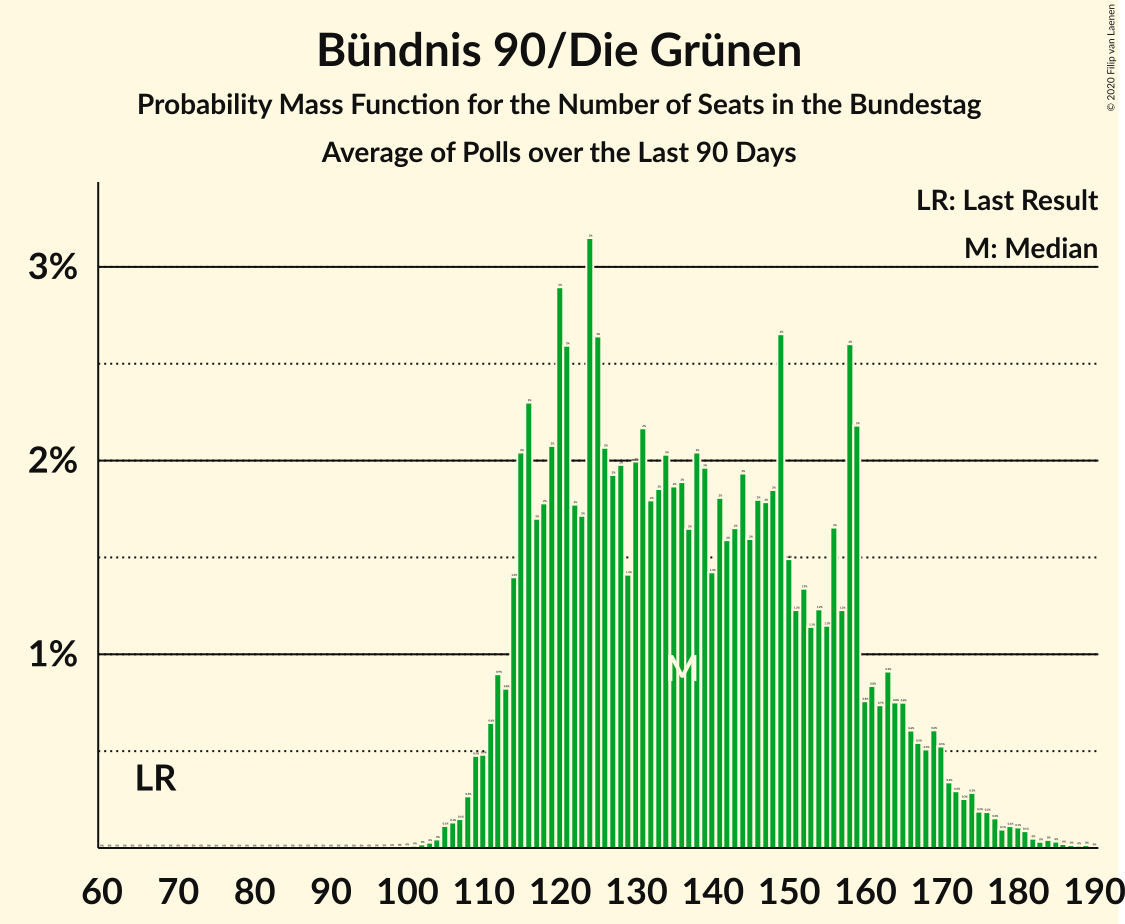 Bündnis 90/Die Grünen
Probability Mass Function for the Number of Seats in the Bundestag
Average of Polls over the Last 90 Days
© 2020 Filip van Laenen
LR: Last Result
M: Median
3%
2%
1%
LR
M
60 70 80 90 100 110 120 130 140 150 160 170 180 190